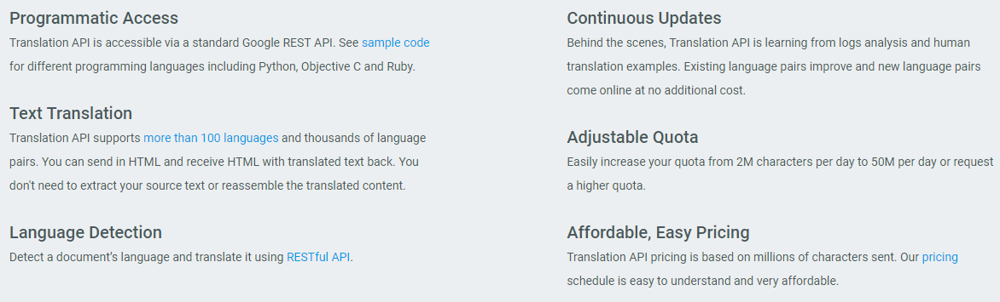 Programmatic Access
Translation API is accessible via a standard Google REST API. See sample code
for different programming languages including Python, Objective C and Ruby.
Text Translation
Translation API supports more than 100 languages and thousands of language
pairs. You can send in HTML and receive HTML with translated text back. You
don't need to extract your source text or reassemble the translated content.
Language Detection
Detect a document’s language and translate it using RESTful API.
Continuous Updates
Behind the scenes, Translation API is learning from logs analysis and human
translation examples. Existing language pairs improve and new language pairs
come online at no additional cost.
Adjustable Quota
Easily increase your quota from 2M characters per day to 50M per day or request
a higher quota.
Affordable, Easy Pricing
Translation API pricing is based on millions of characters sent. Our pricing
schedule is easy to understand and very affordable.